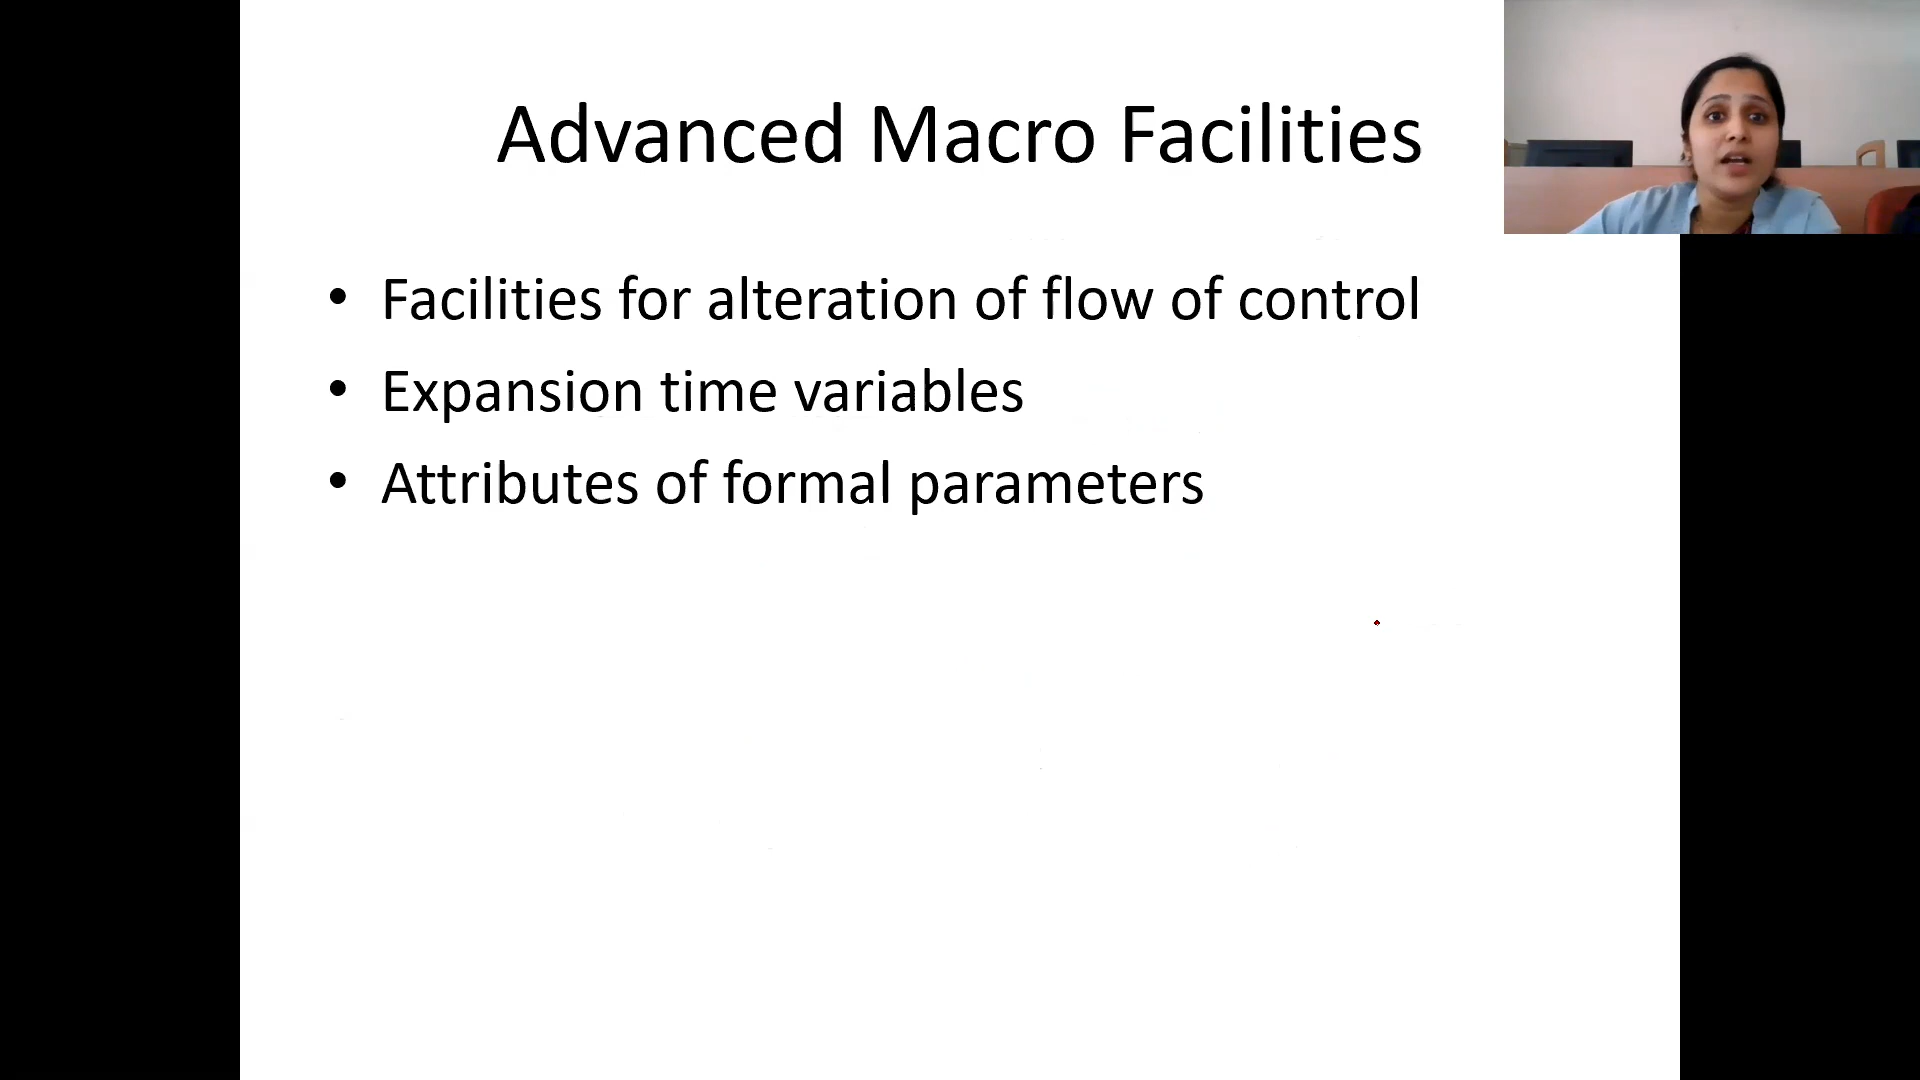 Advanced Macro Facilities
• Facilities for alteration of flow of control
• Expansion time variables
• Attributes of formal parameters